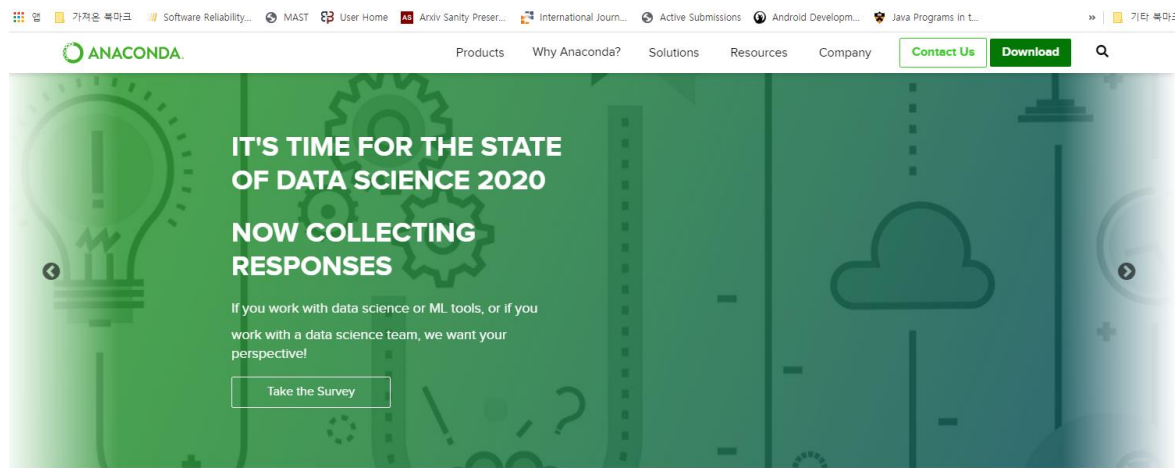 앱 가져온 북마크 Software Reliability... MAST User Home AS Arxiv Sanity Preser... International Journ... Active Submissions Android Developm... Java Programs in t... » 기타 북마크
ANACONDA. Products Why Anaconda? Solutions Resources Company Contact Us Download
IT'S TIME FOR THE STATE
OF DATA SCIENCE 2020
NOW COLLECTING
RESPONSES
If you work with data science or ML tools, or if you
work with a data science team, we want your
perspective!
Take the Survey